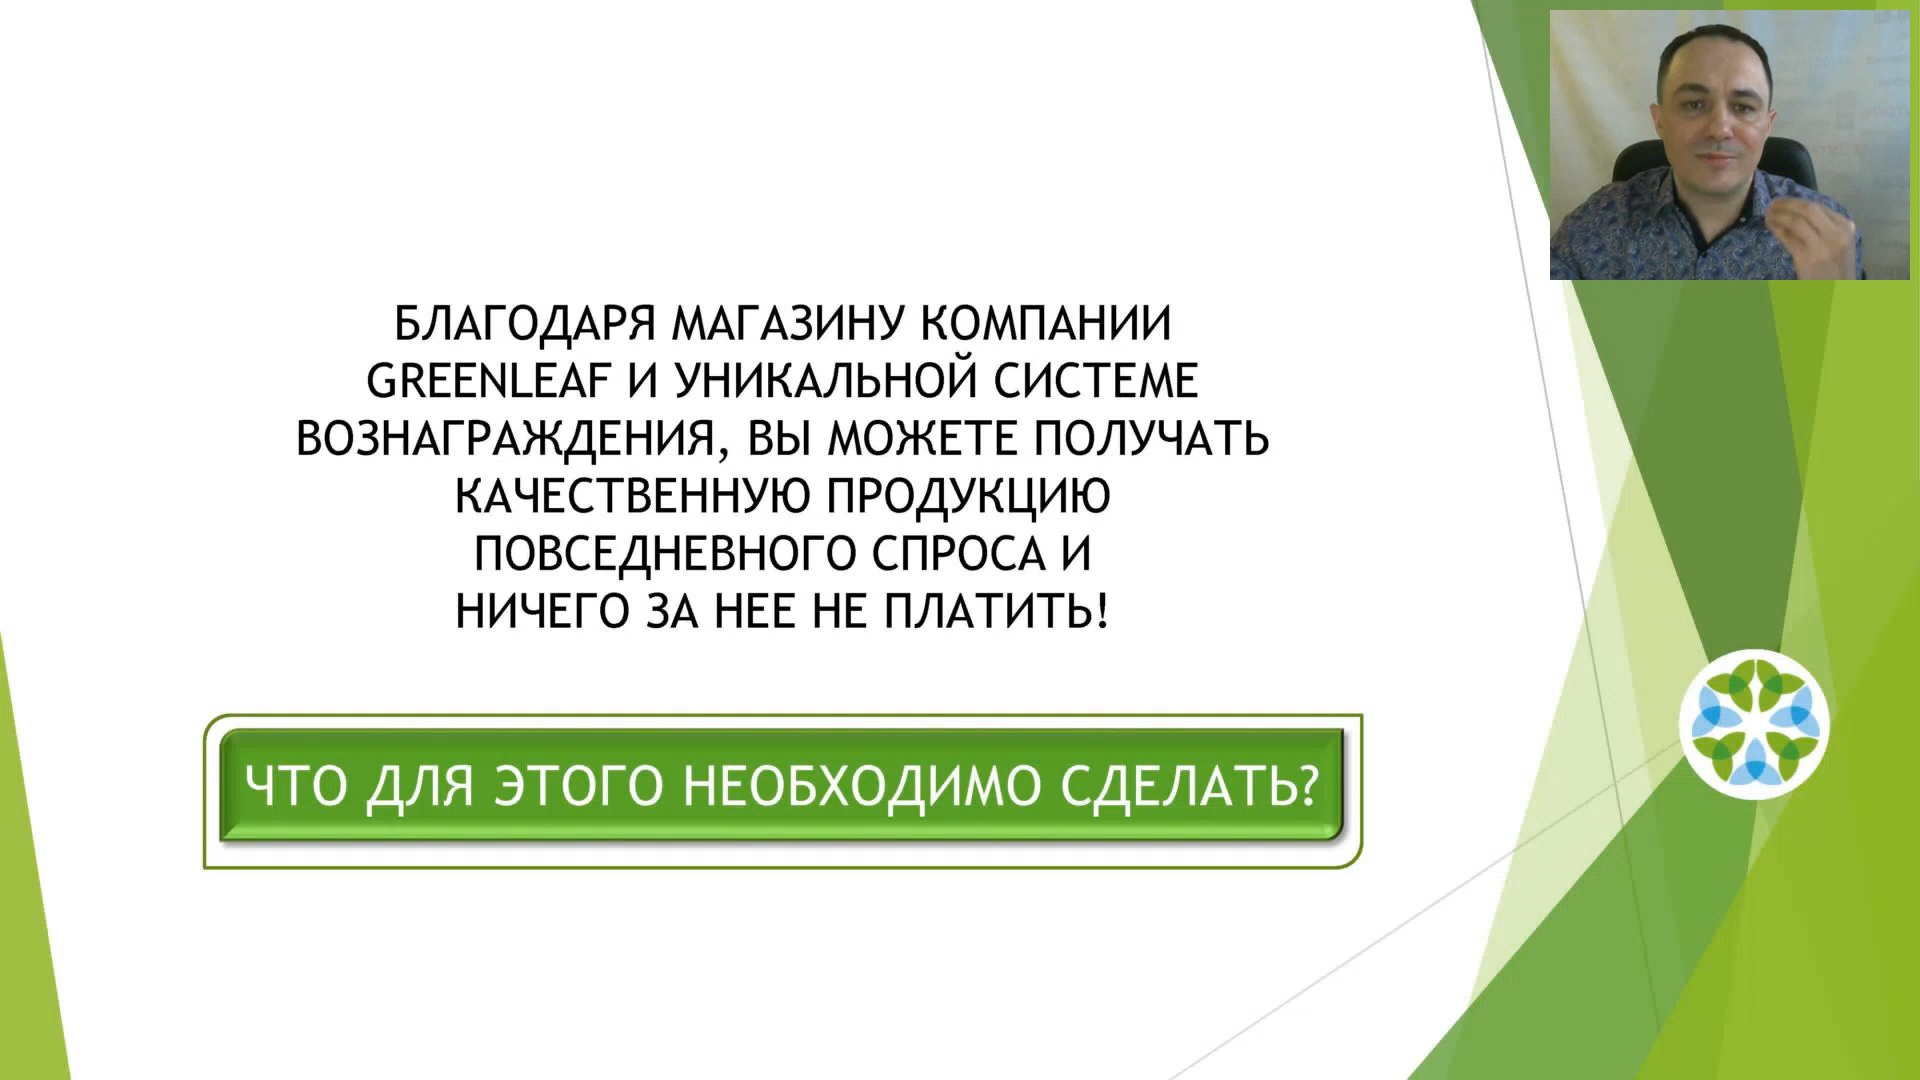 БЛАГОДАРЯ МАГАЗИНУ КОМПАНИИ
GREENLEAF И УНИКАЛЬНОЙ СИСТЕМЕ
ВОЗНАГРАЖДЕНИЯ, ВЫ МОЖЕТЕ ПОЛУЧАТЬ
КАЧЕСТВЕННУЮ ПРОДУКЦИЮ
ПОВСЕДНЕВНОГО СПРОСА И
НИЧЕГО ЗА НЕЕ НЕ ПЛАТИТЬ!
ЧТО ДЛЯ ЭТОГО НЕОБХОДИМО СДЕЛАТЬ?